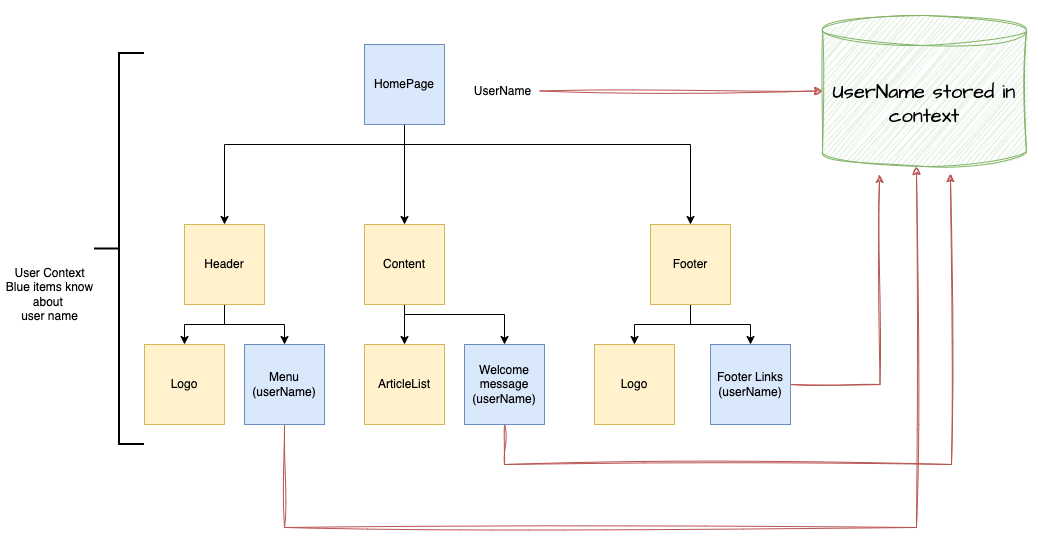 HomePage
UserName
UserName stored in
context
Header
Content
Footer
User Context
Blue items know
about
user name
Logo
Menu
(userName)
ArticleList
Welcome
message
(userName)
Logo
Footer Links
(userName)